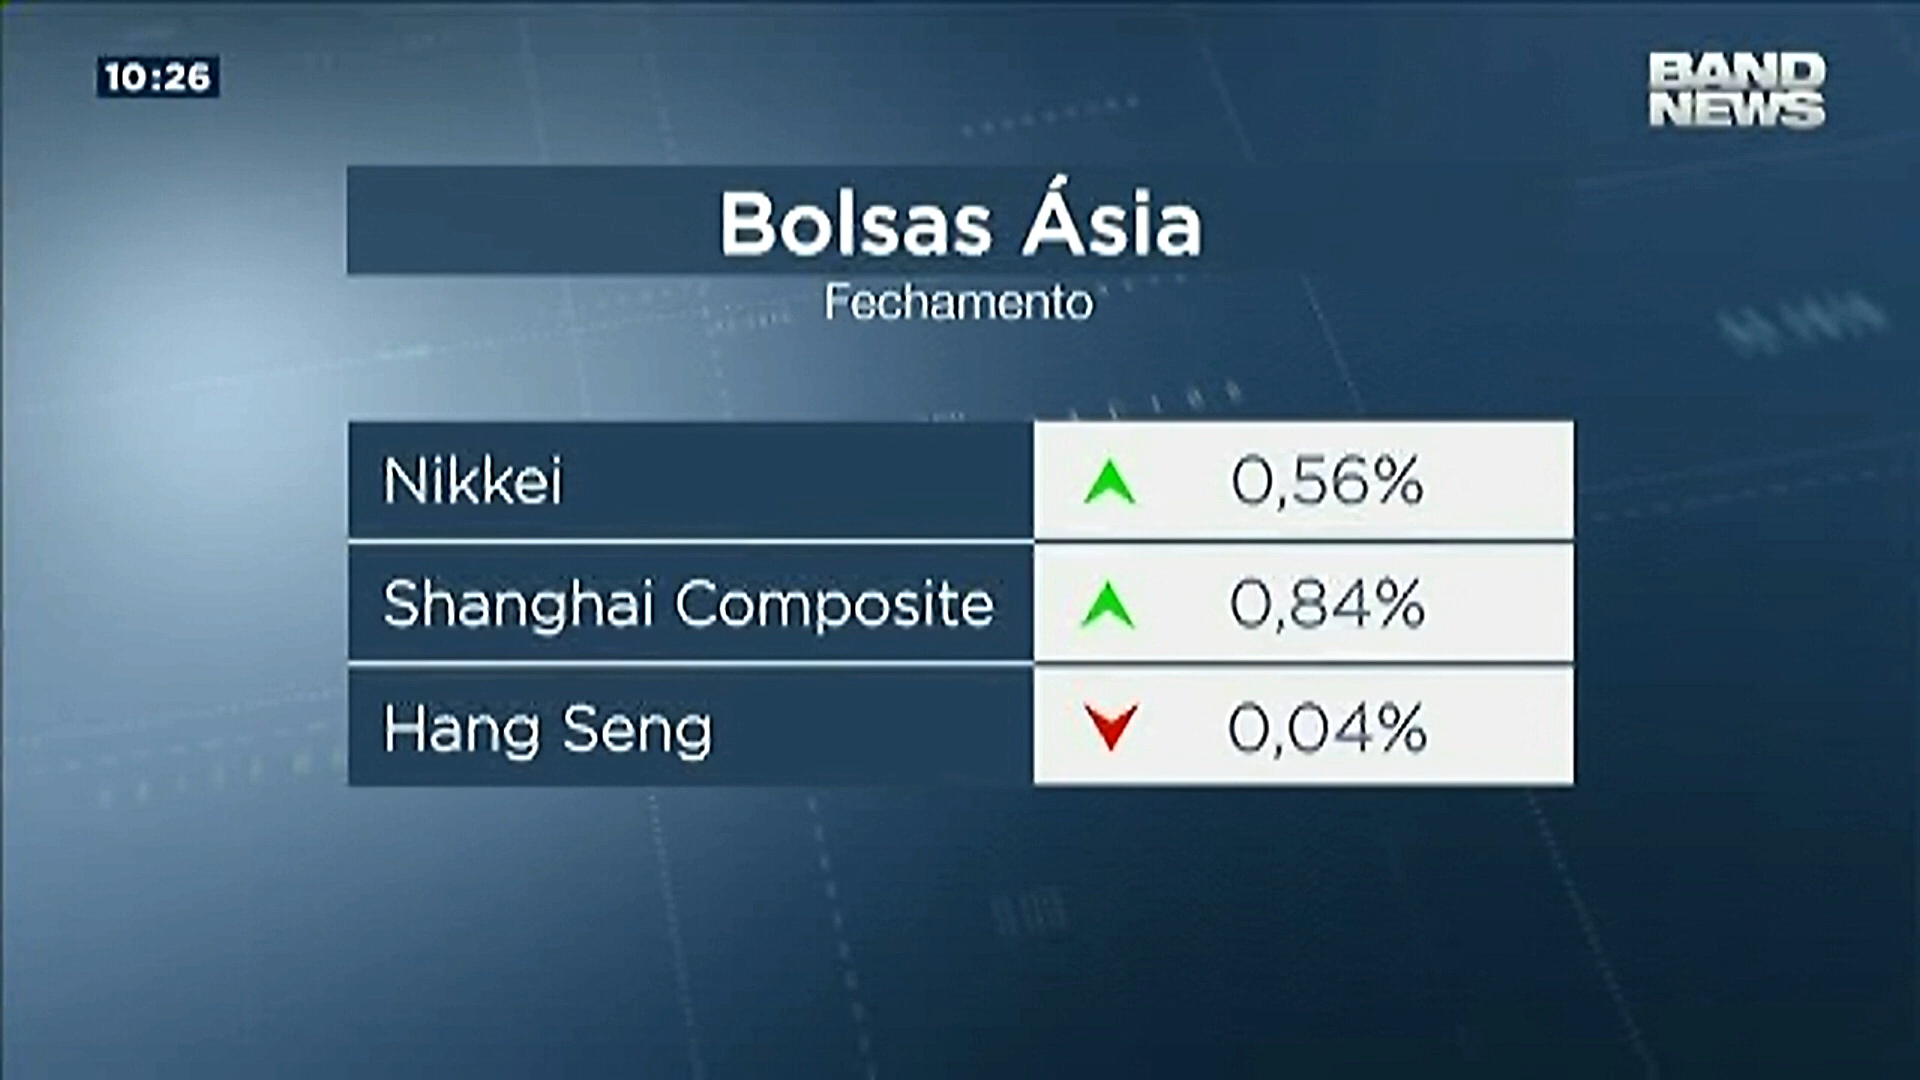 10:26
BAND
NEWS
Bolsas Ásia
Fechamento
Nikkei 0,56%
Shanghai Composite 0,84%
Hang Seng 0,04%